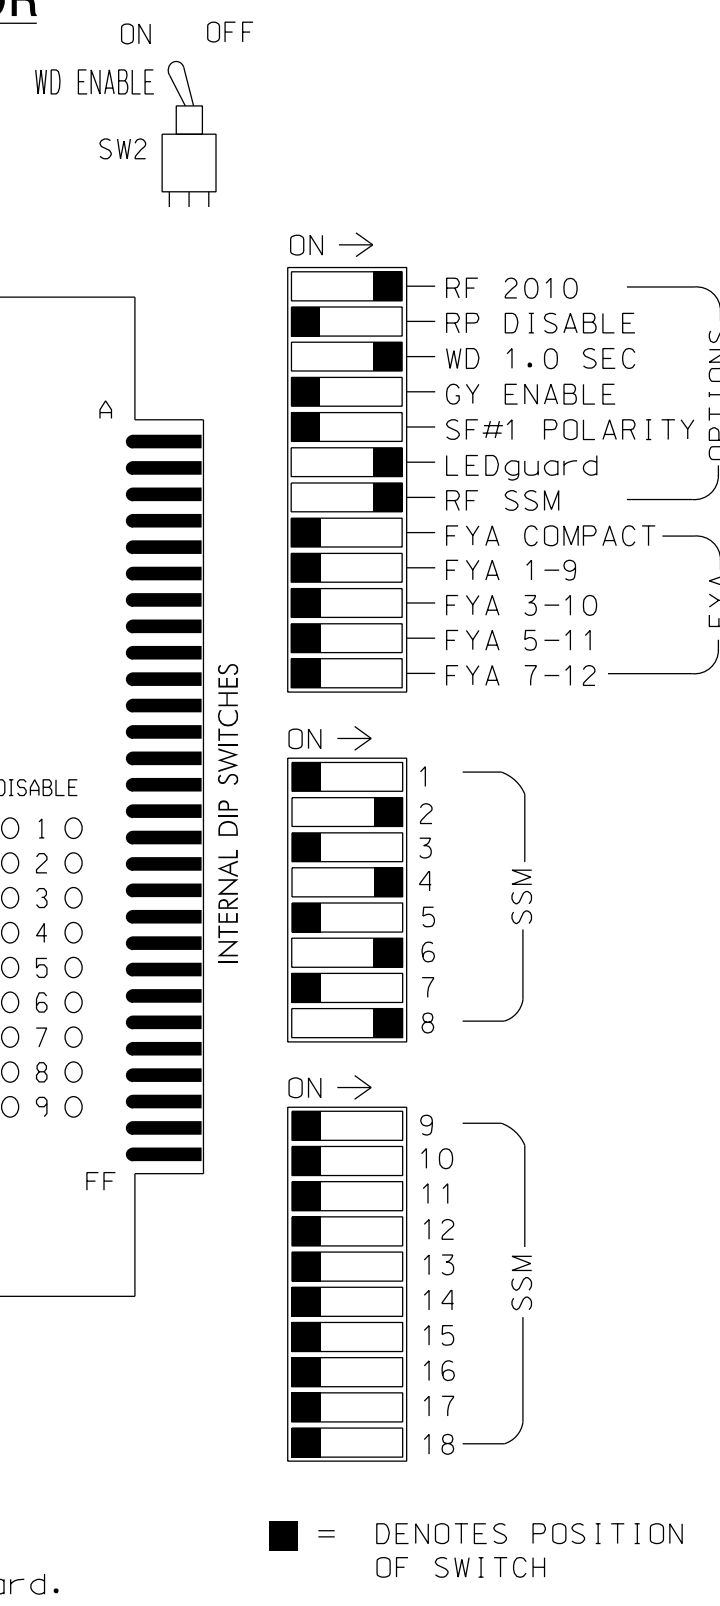 ON OFF
WD ENABLE
SW2
ON
RF 2010
RP DISABLE
WD 1.0 SEC
GY ENABLE
SF#1 POLARITY
LEDguard
RF SSM
OPTIONS
FYA COMPACT
FYA 1-9
FYA 3-10
FYA 5-11
FYA 7-12
FYA
A
FF
INTERNAL DIP SWITCHES
DISABLE
1
2
3
4
5
6
7
8
9
ON
1
2
3
4
5
6
7
8
SSM
ON
9
10
11
12
13
14
15
16
17
18
SSM
= DENOTES POSITION
OF SWITCH